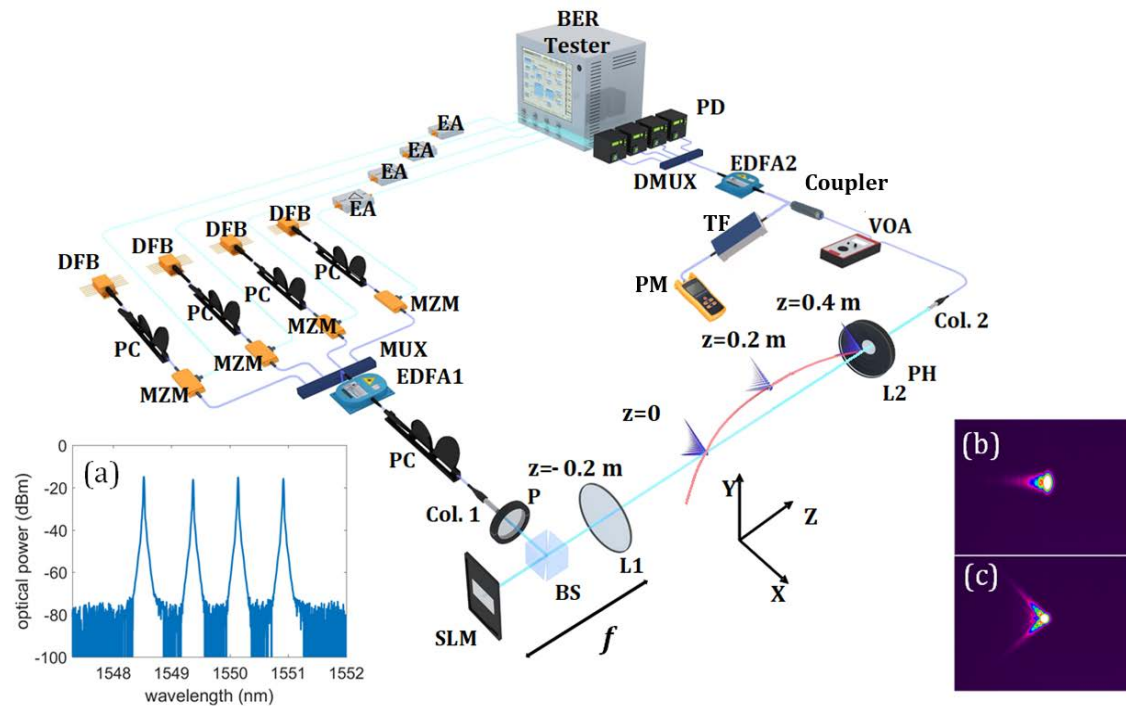 BER
Tester
PD
EA
EA
EA
EA
EDFA2
DMUX
Coupler
TF
VOA
PM
DFB
DFB
DFB
DFB
PC
PC
PC
PC
MZM
MZM
MZM
MZM
MUX
EDFA1
PC
Col. 1
P
BS
SLM
L1
f
z=- 0.2 m
z=0
z=0.2 m
z=0.4 m
Col. 2
PH
L2
Y
Z
X
(a)
optical power (dBm)
0
-20
-40
-60
-80
-100
1548
1549
1550
1551
1552
wavelength (nm)
(b)
(c)